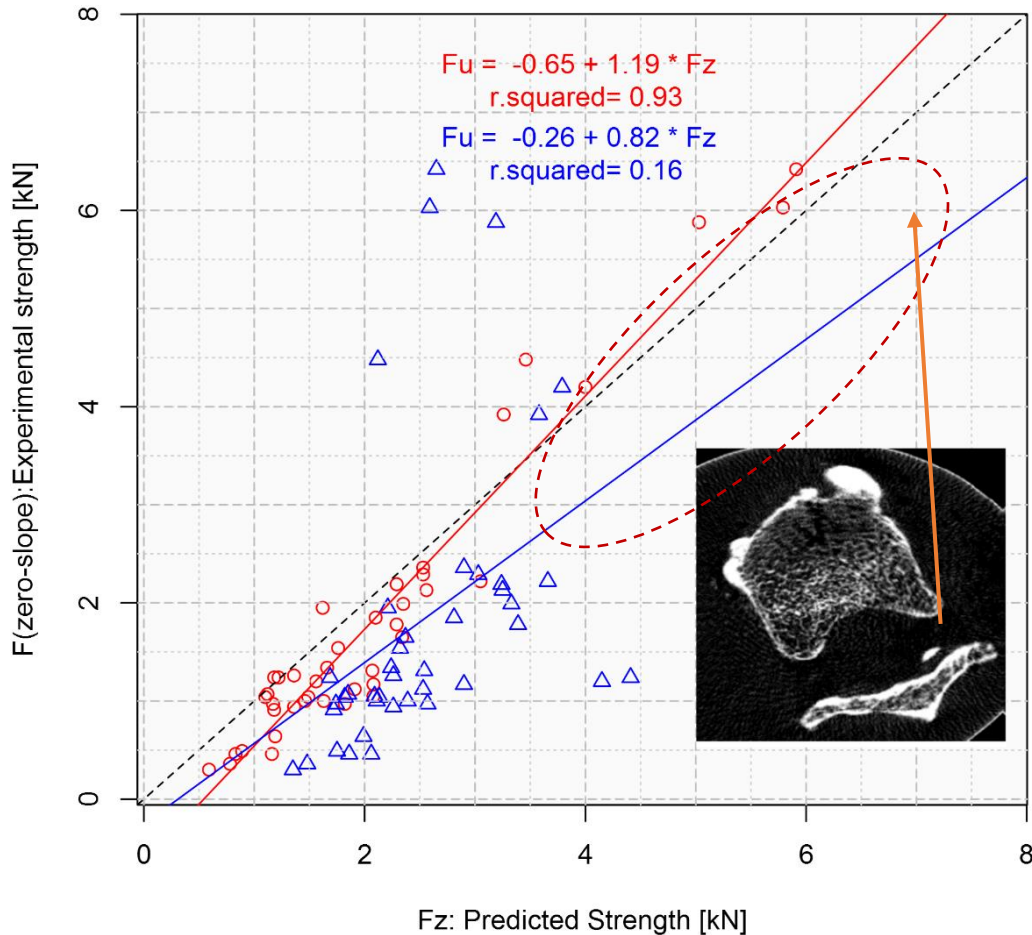 Fu = -0.65 + 1.19 * Fz
r.squared= 0.93
Fu = -0.26 + 0.82 * Fz
r.squared= 0.16
F(zero-slope):Experimental strength [kN]
8
6
4
2
0
0 2 4 6 8
Fz: Predicted Strength [kN]